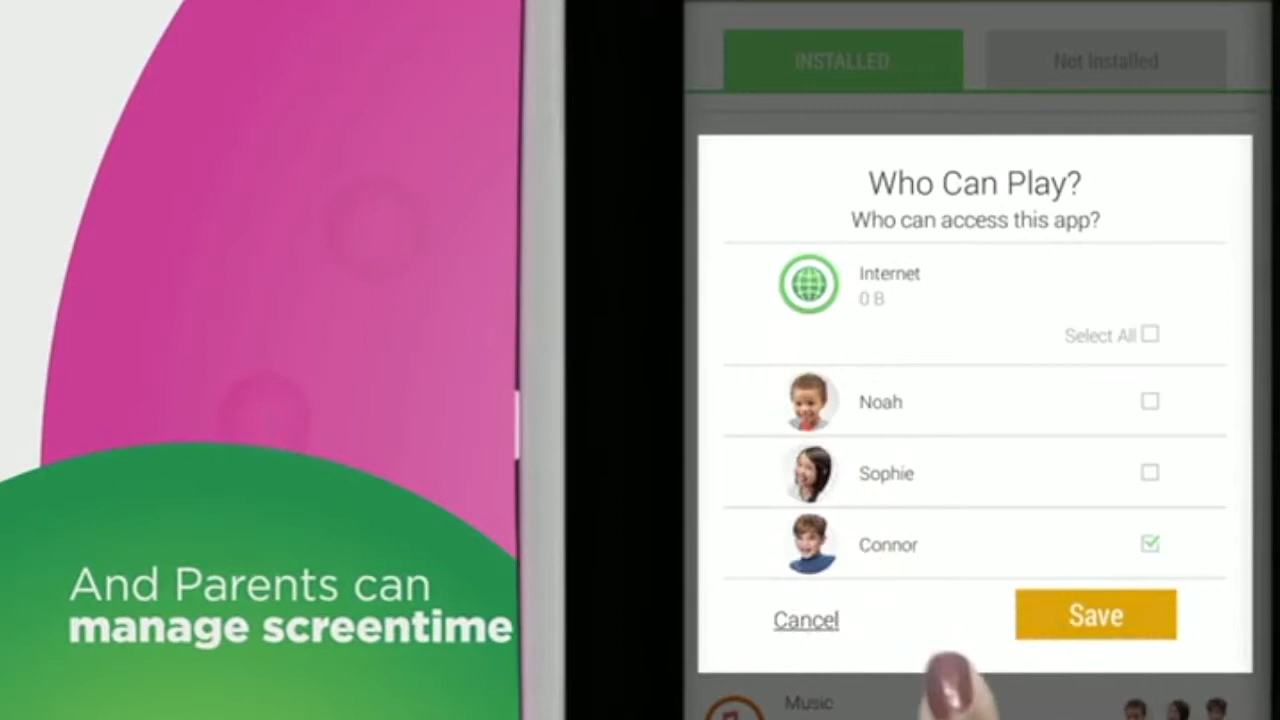 INSTALLED
Not Installed
Who Can Play?
Who can access this app?
Internet
0 B
Select All
Noah
Sophie
Connor
Cancel
Save
Music
And Parents can
manage screentime